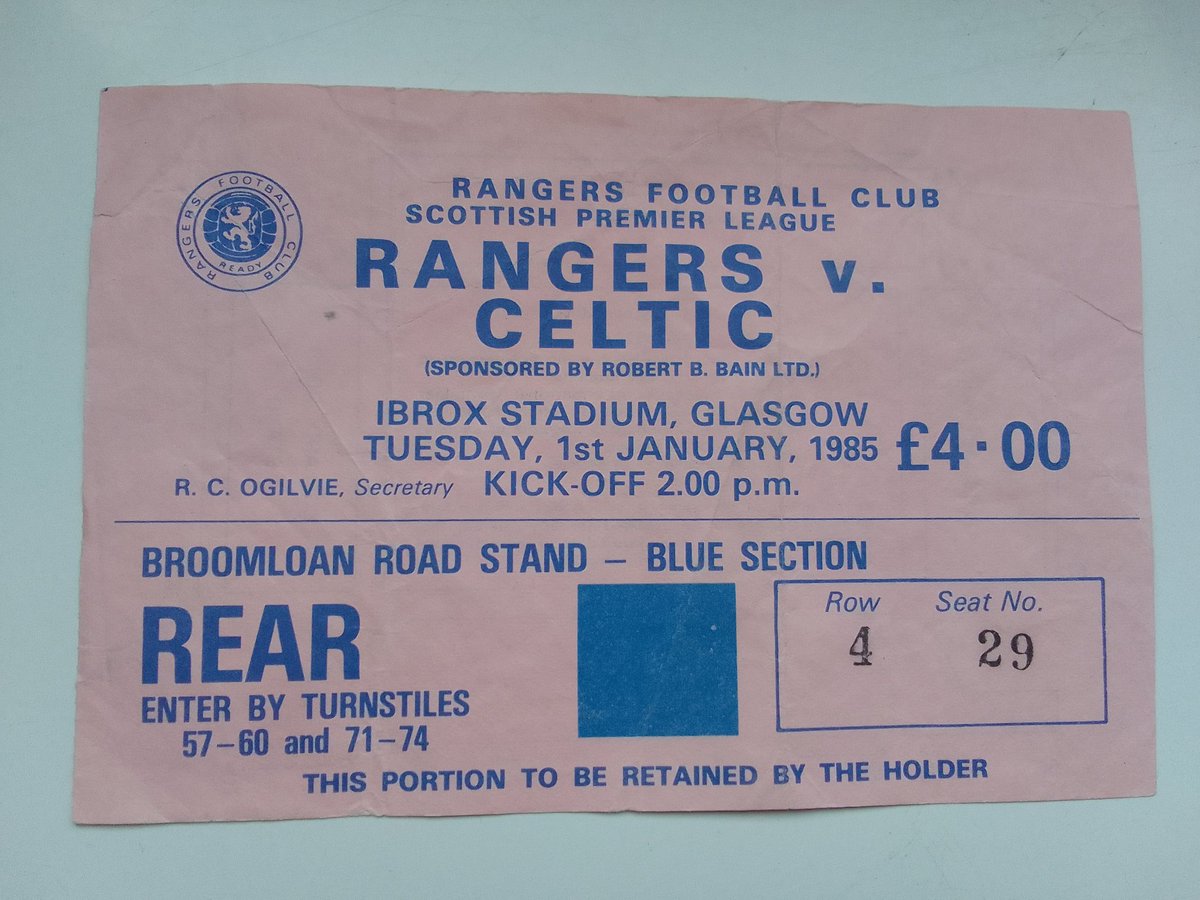 RANGERS FOOTBALL CLUB
READY
RANGERS FOOTBALL CLUB
SCOTTISH PREMIER LEAGUE
RANGERS v.
CELTIC
(SPONSORED BY ROBERT B. BAIN LTD.)
IBROX STADIUM, GLASGOW
TUESDAY, 1st JANUARY, 1985 £4·00
R. C. OGILVIE, Secretary KICK-OFF 2.00 p.m.
BROOMLOAN ROAD STAND – BLUE SECTION
REAR
ENTER BY TURNSTILES
57–60 and 71–74
Row Seat No.
4 29
THIS PORTION TO BE RETAINED BY THE HOLDER